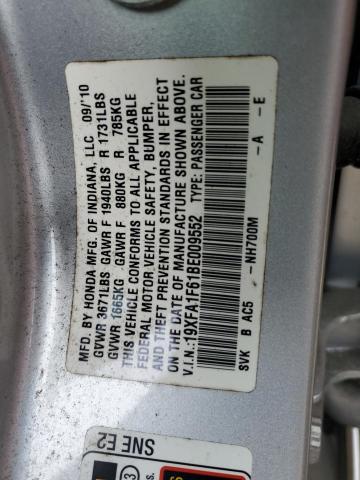 MFD. BY HONDA MFG. OF INDIANA, LLC 09/'10
GVWR 3671LBS GAWR F 1940LBS R 1731LBS
GVWR 1665KG GAWR F 880KG R 785KG
THIS VEHICLE CONFORMS TO ALL APPLICABLE
FEDERAL MOTOR VEHICLE SAFETY, BUMPER,
AND THEFT PREVENTION STANDARDS IN EFFECT
ON THE DATE OF MANUFACTURE SHOWN ABOVE.
V.I.N.:19XFA1F61BE009552 TYPE: PASSENGER CAR
SVK B AC5 -NH700M -A -E
SNE E2
3
s.